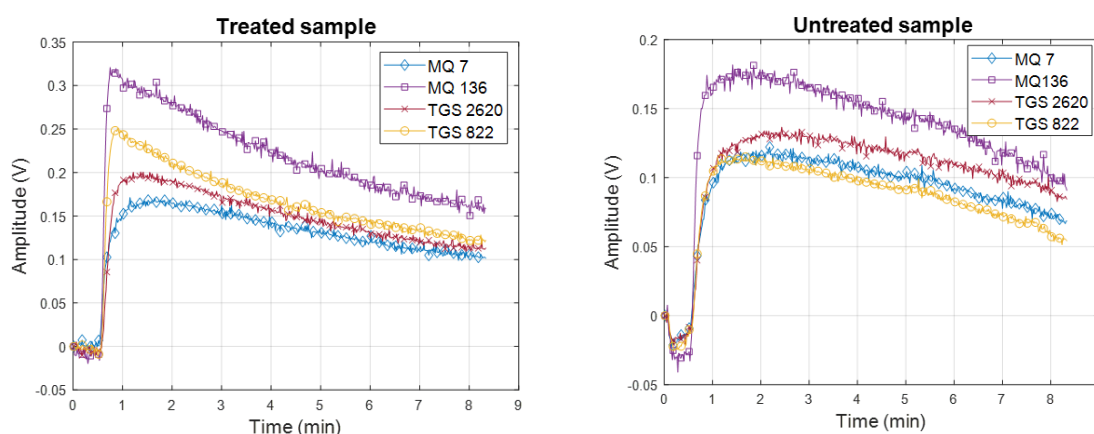 Treated sample
0.35
0.3
0.25
0.2
0.15
0.1
0.05
0
-0.05
Amplitude (V)
MQ 7
MQ 136
TGS 2620
TGS 822
0 1 2 3 4 5 6 7 8 9
Time (min)
Untreated sample
0.2
0.15
0.1
0.05
0
-0.05
Amplitude (V)
MQ 7
MQ136
TGS 2620
TGS 822
0 1 2 3 4 5 6 7 8
Time (min)